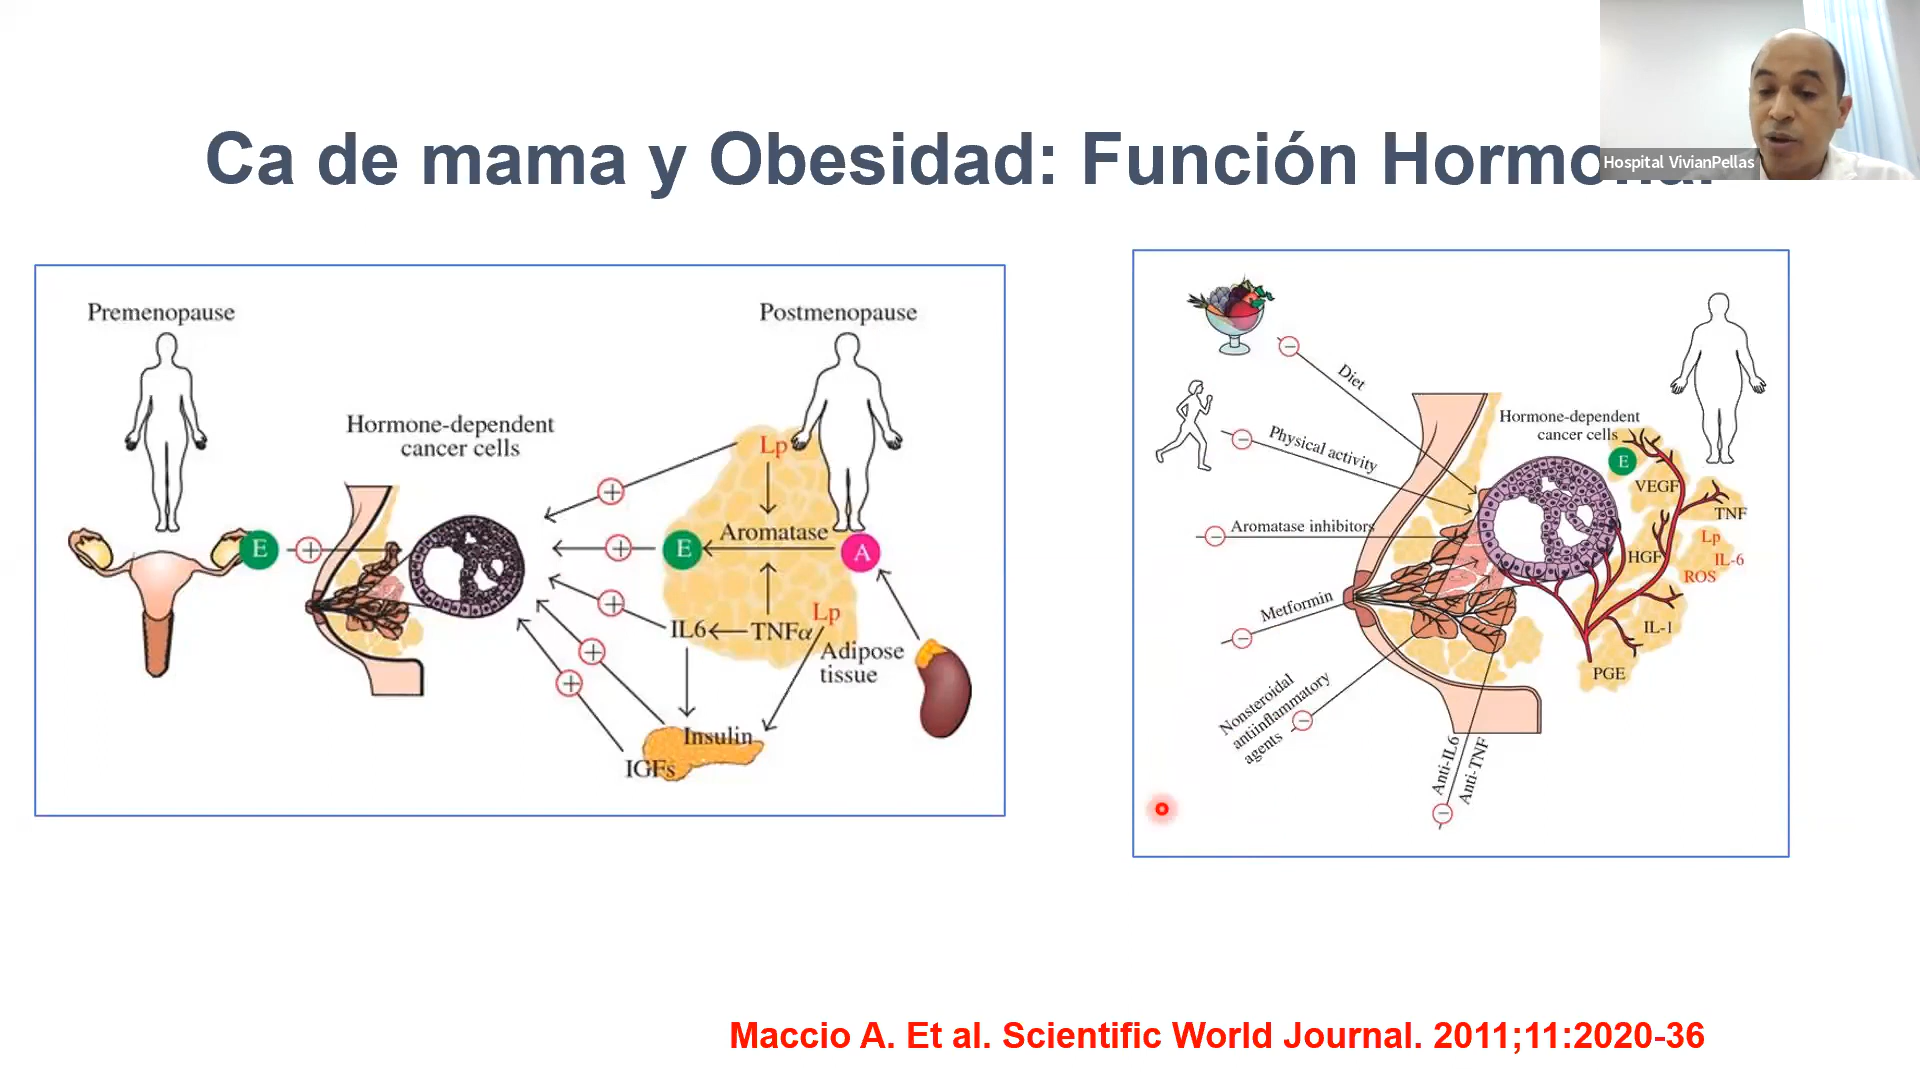 Ca de mama y Obesidad: Función Hormonal
Hospital VivianPellas
Premenopause
Postmenopause
Hormone-dependent
cancer cells
Lp
Aromatase
E
+
E
+
A
+
+
+
+
IL6
TNFα
Lp
Adipose
tissue
Insulin
IGFs
Diet
Physical activity
Aromatase inhibitors
Metformin
Nonsteroidal
antiinflammatory
agents
Anti-IL6
Anti-TNF
Hormone-dependent
cancer cells
E
VEGF
TNF
Lp
HGF
IL-6
ROS
IL-1
PGE
Maccio A. Et al. Scientific World Journal. 2011;11:2020-36